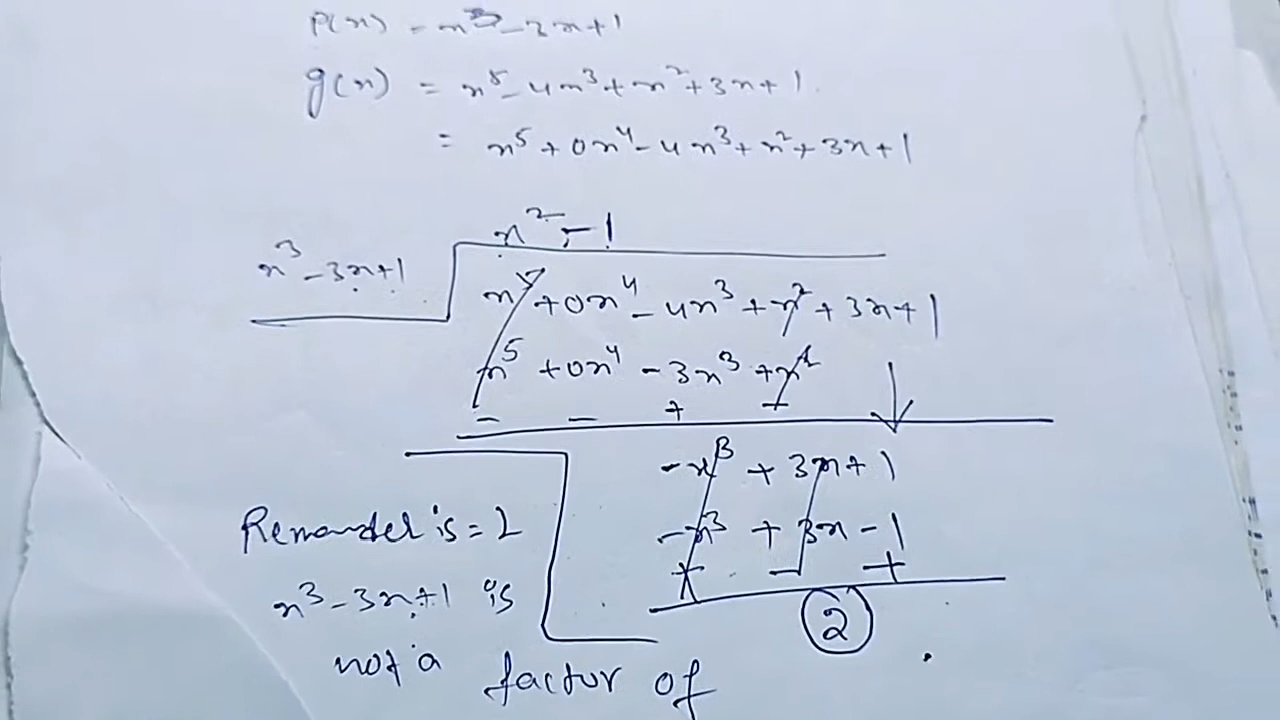 p(x) = x³ - 3x + 1
g(x) = x⁵ - 4x³ + x² + 3x + 1
= x⁵ + 0x⁴ - 4x³ + x² + 3x + 1
x² - 1
x³ - 3x + 1
x⁵ + 0x⁴ - 4x³ + x² + 3x + 1
x⁵ + 0x⁴ - 3x³ + x²
- - + -
-x³ + 3x + 1
-x³ + 3x - 1
+ - +
2
Remander is = 2
x³ - 3x + 1 is
not a factor of